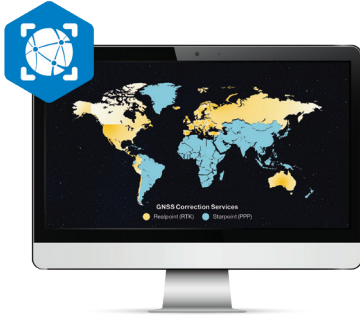 GNSS Correction Services
Realpoint (RTK) Starpoint (PPP)